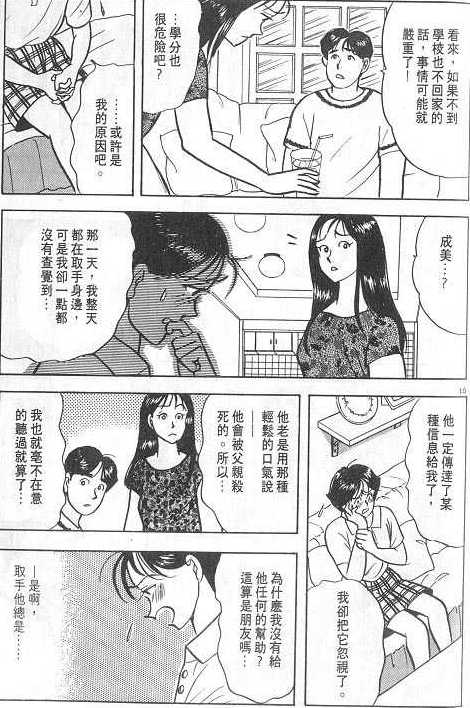 看來，如果不到
學校也不回家的
話，事情可能就
嚴重了！
…學分也
很危險吧？
……或許是
我的原因吧。
成美…？
那一天，我整天
都在取手身邊，
可是我卻一點都
沒有查覺到…
15
他一定傳達了某
種信息給我了，
我卻把它忽視了。
他老是用那種
輕鬆的口氣說
他會被父親殺
死的。所以…
我也就毫不在意
的聽過就算了…
為什麼我沒有給
他任何的幫助？
這算是朋友嗎…
—是啊，
取手他總是……